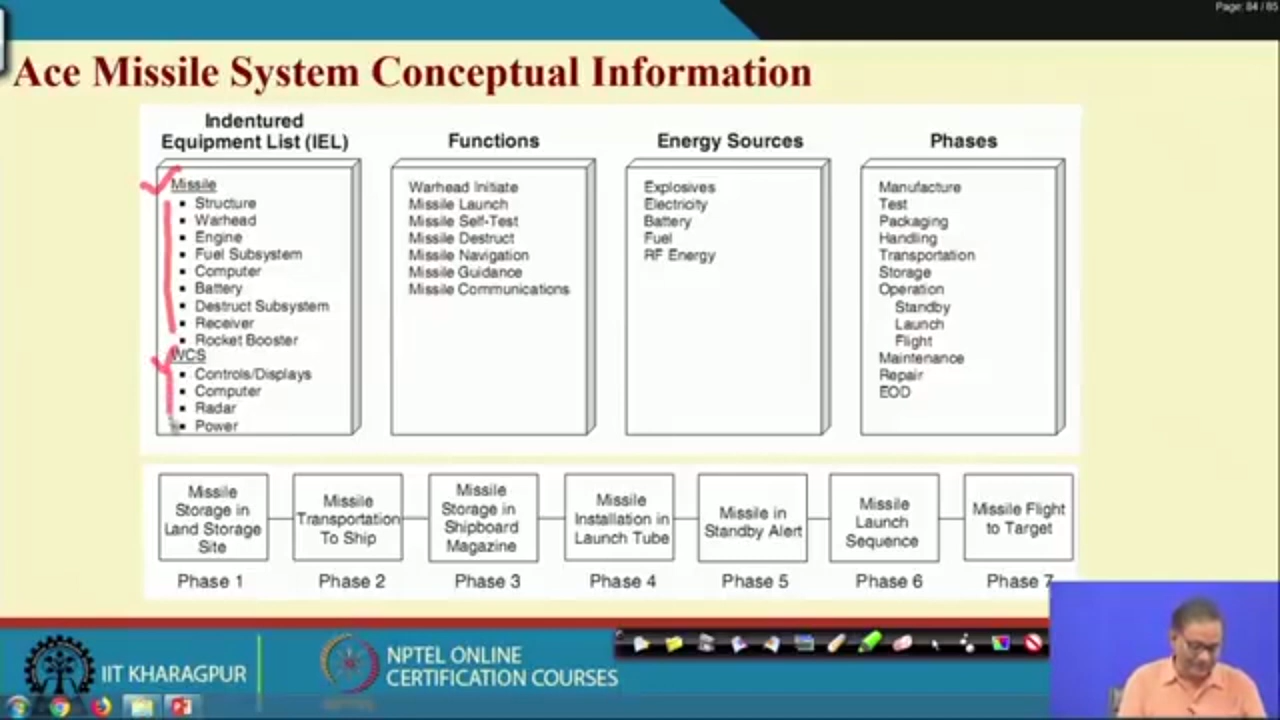 Page: 84 / 85
Ace Missile System Conceptual Information
Indentured
Equipment List (IEL)
Missile
Structure
Warhead
Engine
Fuel Subsystem
Computer
Battery
Destruct Subsystem
Receiver
Rocket Booster
WCS
Controls/Displays
Computer
Radar
Power
Functions
Warhead Initiate
Missile Launch
Missile Self-Test
Missile Destruct
Missile Navigation
Missile Guidance
Missile Communications
Energy Sources
Explosives
Electricity
Battery
Fuel
RF Energy
Phases
Manufacture
Test
Packaging
Handling
Transportation
Storage
Operation
Standby
Launch
Flight
Maintenance
Repair
EOD
Missile
Storage in
Land Storage
Site
Phase 1
Missile
Transportation
To Ship
Phase 2
Missile
Storage in
Shipboard
Magazine
Phase 3
Missile
Installation in
Launch Tube
Phase 4
Missile in
Standby Alert
Phase 5
Missile
Launch
Sequence
Phase 6
Missile Flight
to Target
Phase 7
IIT KHARAGPUR
NPTEL ONLINE
CERTIFICATION COURSES